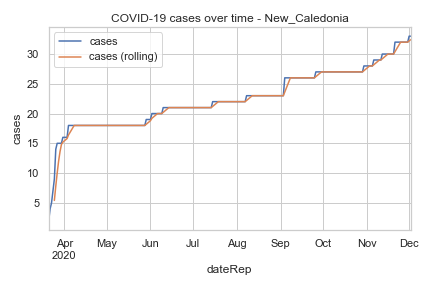 COVID-19 cases over time - New_Caledonia
cases
cases (rolling)
cases
30
25
20
15
10
5
Apr May Jun Jul Aug Sep Oct Nov Dec
2020
dateRep